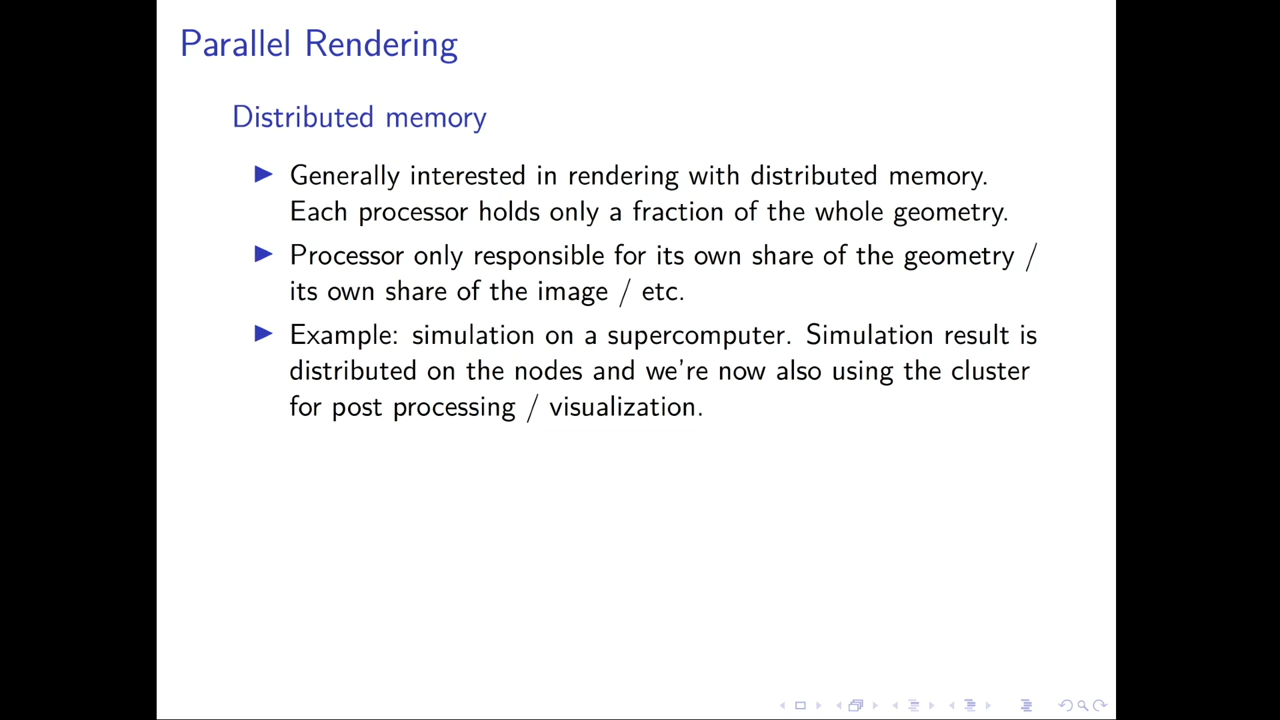 Parallel Rendering
Distributed memory
Generally interested in rendering with distributed memory.
Each processor holds only a fraction of the whole geometry.
Processor only responsible for its own share of the geometry /
its own share of the image / etc.
Example: simulation on a supercomputer. Simulation result is
distributed on the nodes and we're now also using the cluster
for post processing / visualization.